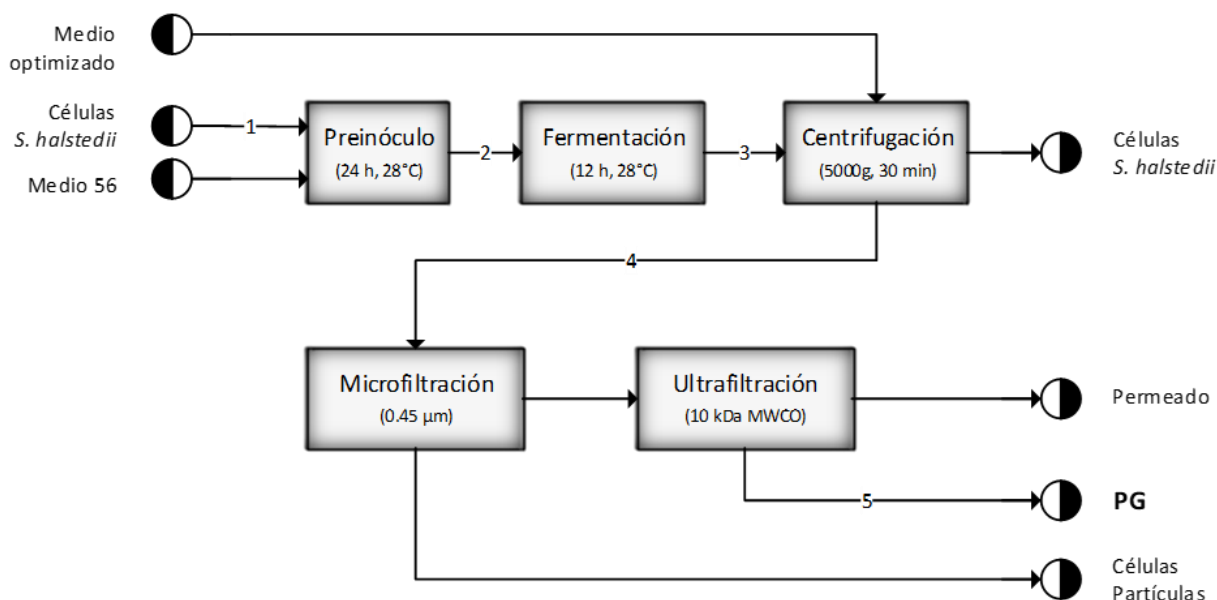 Medio
optimizado
Células
S. halstedii
Medio 56
1
Preinóculo
(24 h, 28°C)
2
Fermentación
(12 h, 28°C)
3
Centrifugación
(5000g, 30 min)
Células
S. halstedii
4
Microfiltración
(0.45 µm)
Ultrafiltración
(10 kDa MWCO)
Permeado
5
PG
Células
Partículas